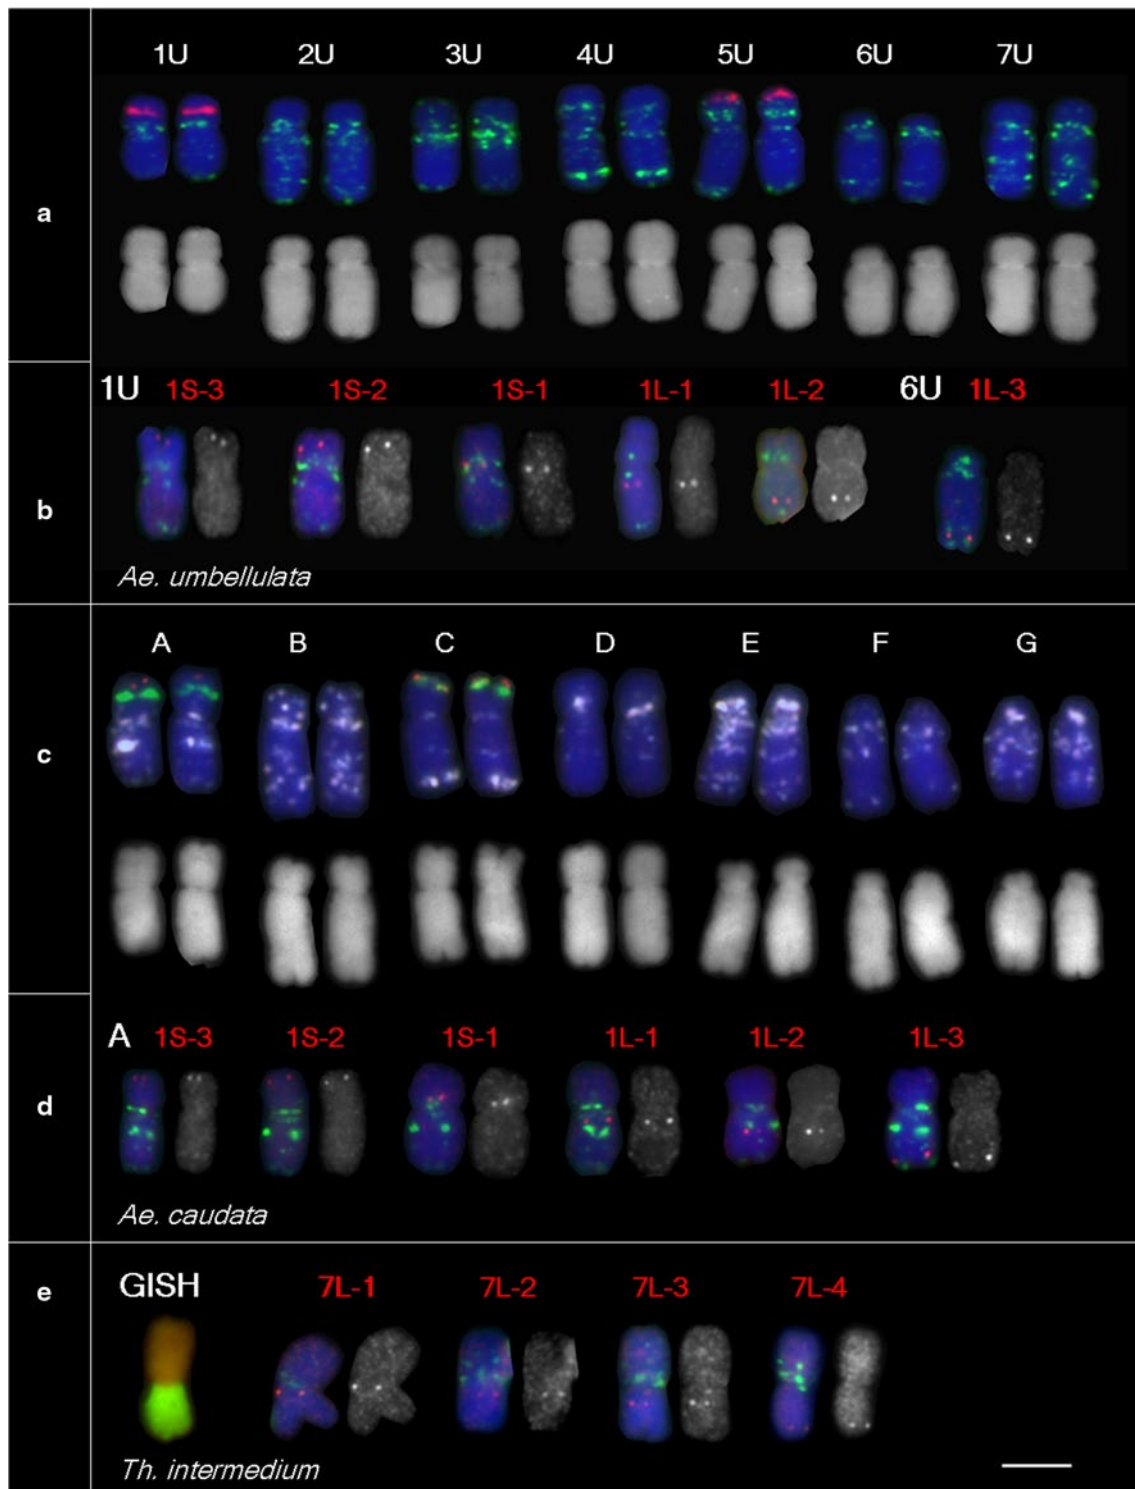 1U 2U 3U 4U 5U 6U 7U
a
1U 1S-3 1S-2 1S-1 1L-1 1L-2 6U 1L-3
b
Ae. umbellulata
A B C D E F G
c
A 1S-3 1S-2 1S-1 1L-1 1L-2 1L-3
d
Ae. caudata
e
GISH 7L-1 7L-2 7L-3 7L-4
Th. intermedium